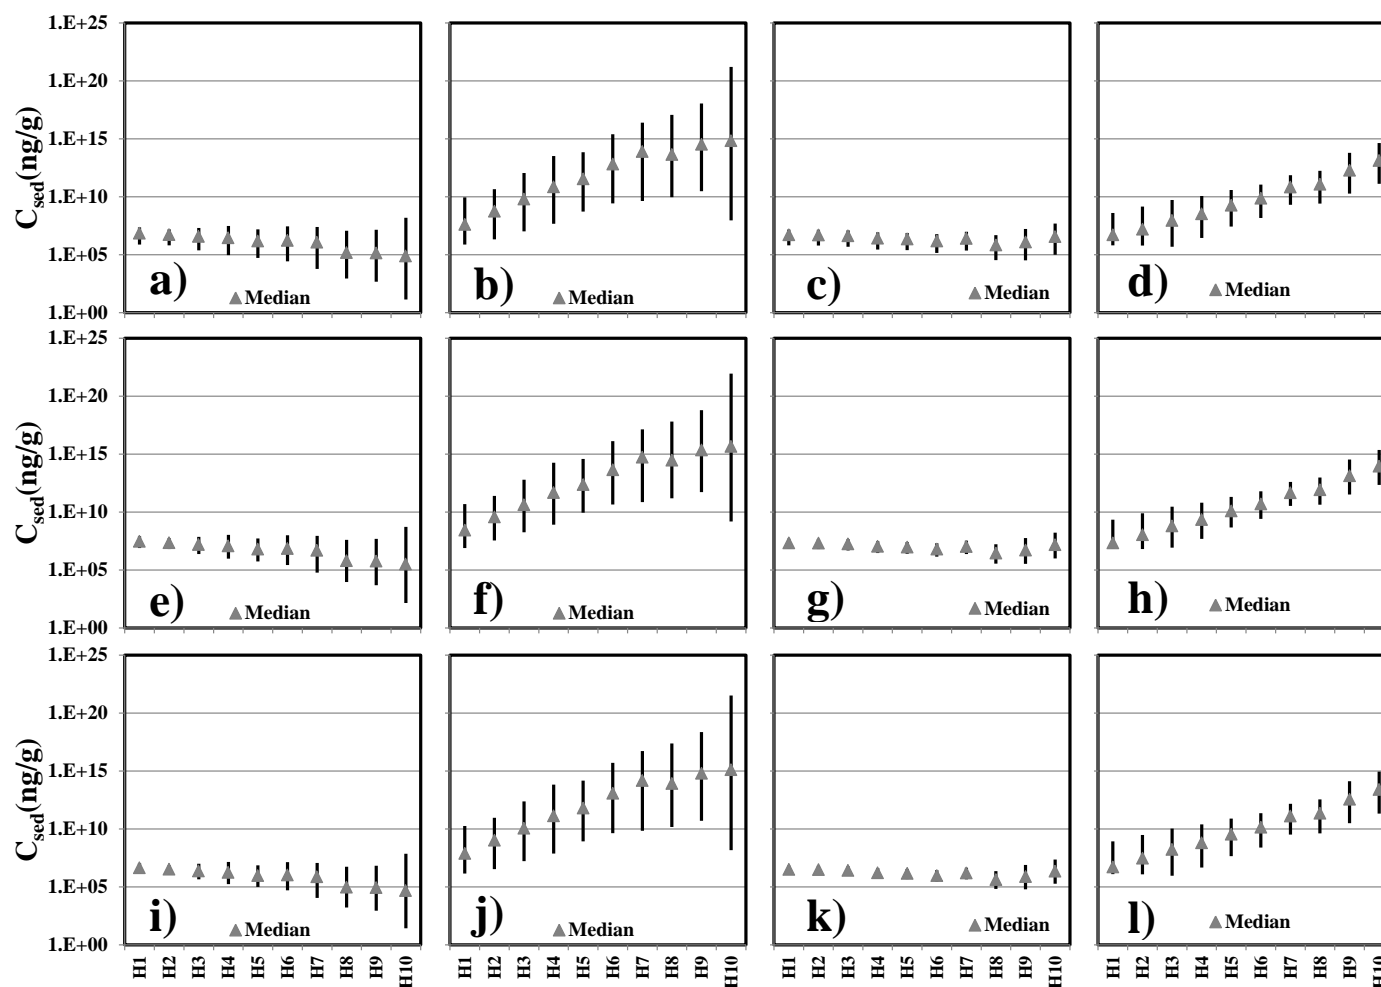 1.E+25
1.E+20
1.E+15
1.E+10
1.E+05
1.E+00
Csed(ng/g)
a)
Median
b)
Median
c)
Median
d)
Median
1.E+25
1.E+20
1.E+15
1.E+10
1.E+05
1.E+00
Csed(ng/g)
e)
Median
f)
Median
g)
Median
h)
Median
1.E+25
1.E+20
1.E+15
1.E+10
1.E+05
1.E+00
Csed(ng/g)
i)
Median
j)
Median
k)
Median
l)
Median
H1 H2 H3 H4 H5 H6 H7 H8 H9 H10
H1 H2 H3 H4 H5 H6 H7 H8 H9 H10
H1 H2 H3 H4 H5 H6 H7 H8 H9 H10
H1 H2 H3 H4 H5 H6 H7 H8 H9 H10